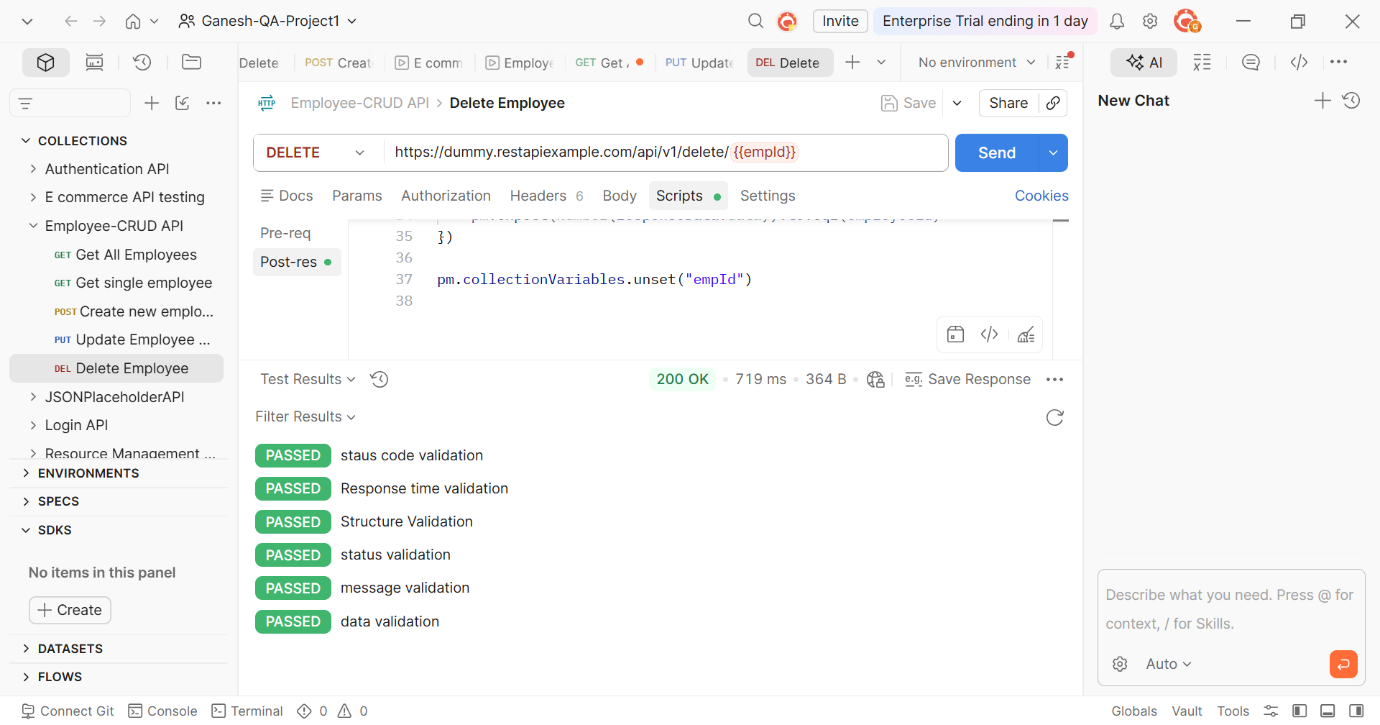 Ganesh-QA-Project1
Invite
Enterprise Trial ending in 1 day
G
Delete
POST Creat
E comm
Employe
GET Get
PUT Update
DEL Delete
No environment
AI
Employee-CRUD API > Delete Employee
Save
Share
New Chat
COLLECTIONS
Authentication API
E commerce API testing
Employee-CRUD API
GET Get All Employees
GET Get single employee
POST Create new emplo...
PUT Update Employee ...
DEL Delete Employee
JSONPlaceholderAPI
Login API
Resource Management ...
ENVIRONMENTS
SPECS
SDKS
No items in this panel
Create
DATASETS
FLOWS
HTTP
DELETE
https://dummy.restapiexample.com/api/v1/delete/ {{empId}}
Send
Docs Params Authorization Headers 6 Body Scripts Settings Cookies
Pre-req
Post-res
35 })
36
37 pm.collectionVariables.unset("empId")
38
Test Results
200 OK 719 ms 364 B
e.g. Save Response
Filter Results
PASSED staus code validation
PASSED Response time validation
PASSED Structure Validation
PASSED status validation
PASSED message validation
PASSED data validation
Describe what you need. Press @ for
context, / for Skills.
Auto
Connect Git Console Terminal 0 0
Globals Vault Tools